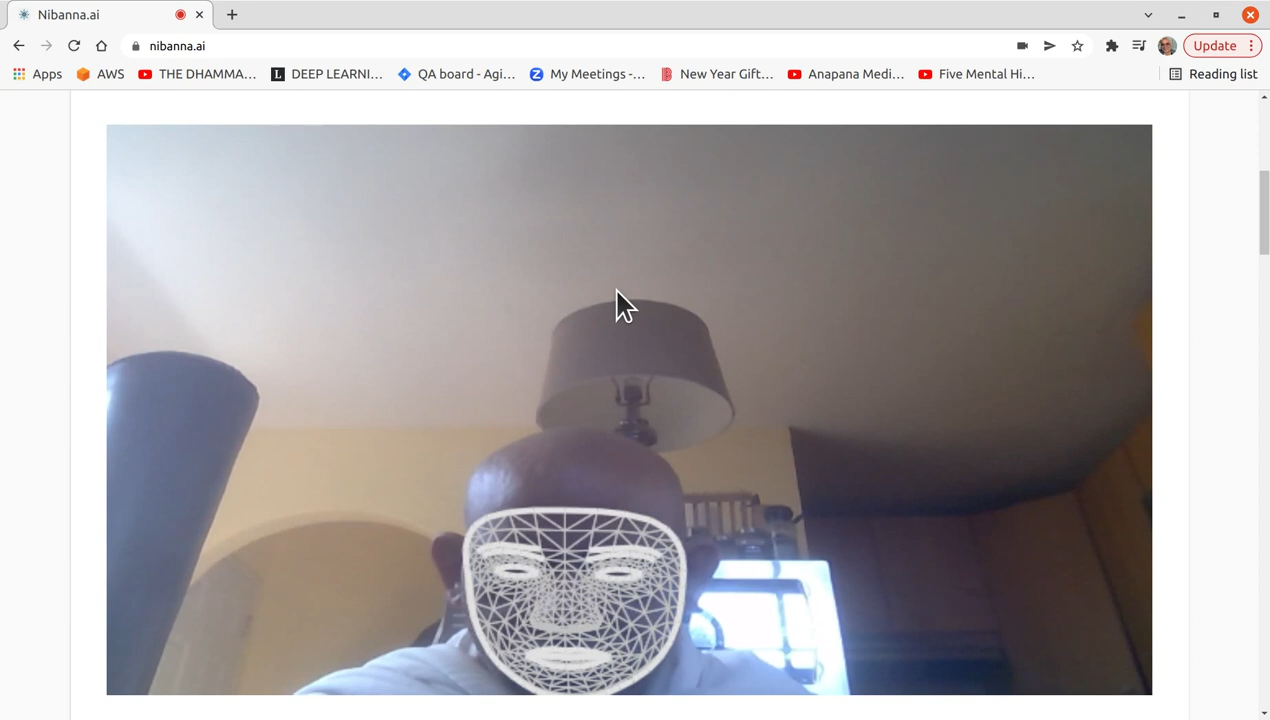 Nibanna.ai
nibanna.ai
Update
Apps
AWS
THE DHAMMA...
DEEP LEARNI...
QA board - Agi...
My Meetings -...
New Year Gift...
Anapana Medi...
Five Mental Hi...
Reading list